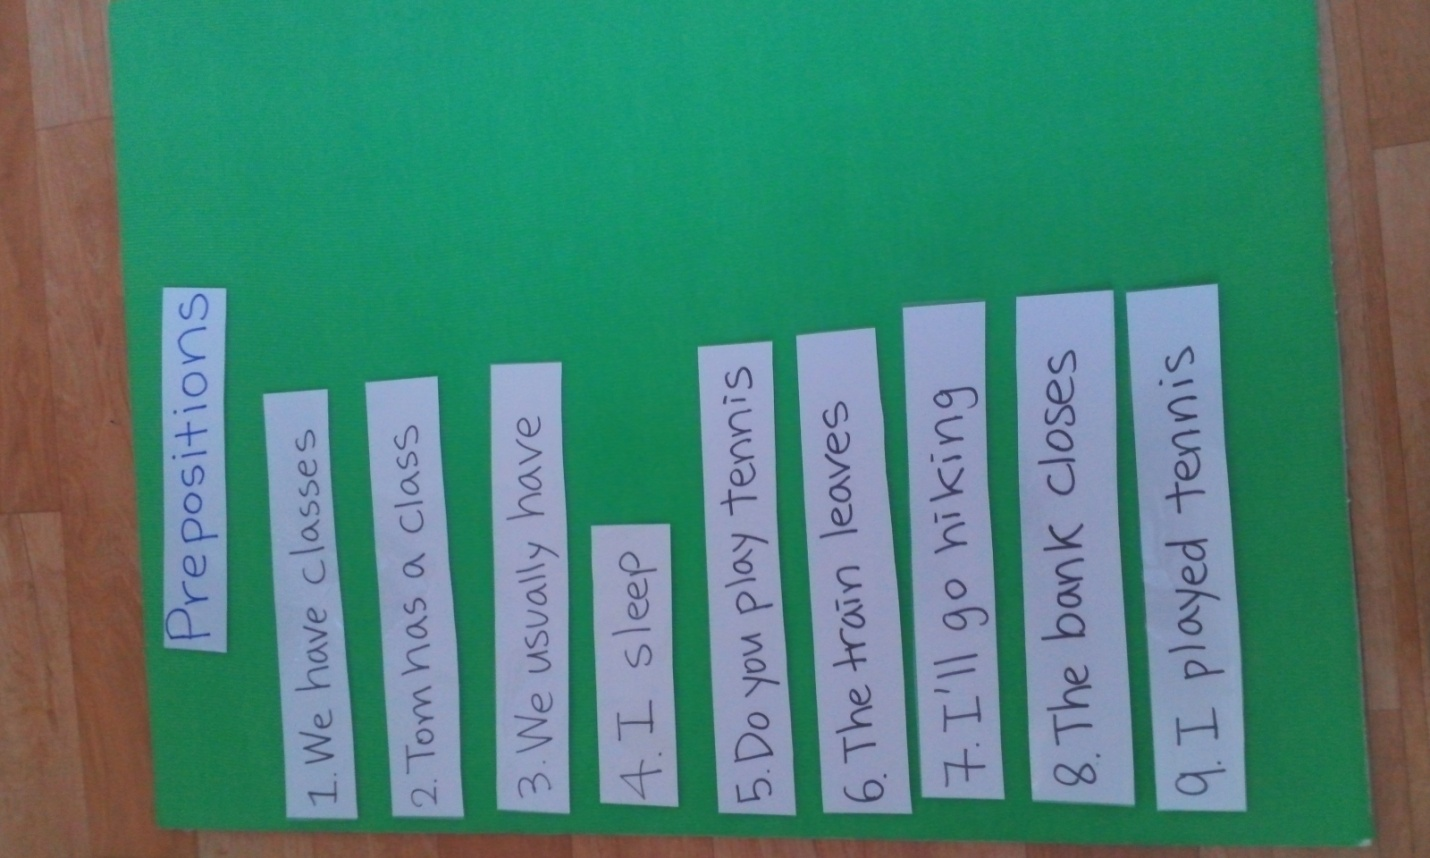 Prepositions
1. We have classes
2. Tom has a class
3. We usually have
4. I sleep
5. Do you play tennis
6. The train leaves
7. I'll go hiking
8. The bank closes
9. I played tennis